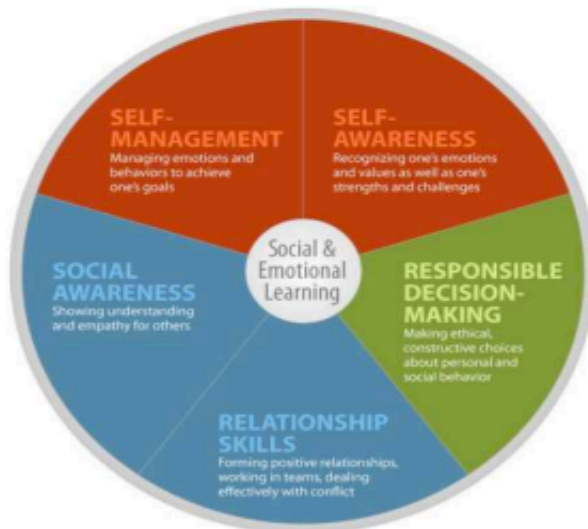 SELF-
MANAGEMENT
Managing emotions and
behaviors to achieve
one's goals
SELF-
AWARENESS
Recognizing one's emotions
and values as well as one's
strengths and challenges
Social &
Emotional
Learning
SOCIAL
AWARENESS
Showing understanding
and empathy for others
RESPONSIBLE
DECISION-
MAKING
Making ethical,
constructive choices
about personal and
social behavior
RELATIONSHIP
SKILLS
Forming positive relationships,
working in teams, dealing
effectively with conflict